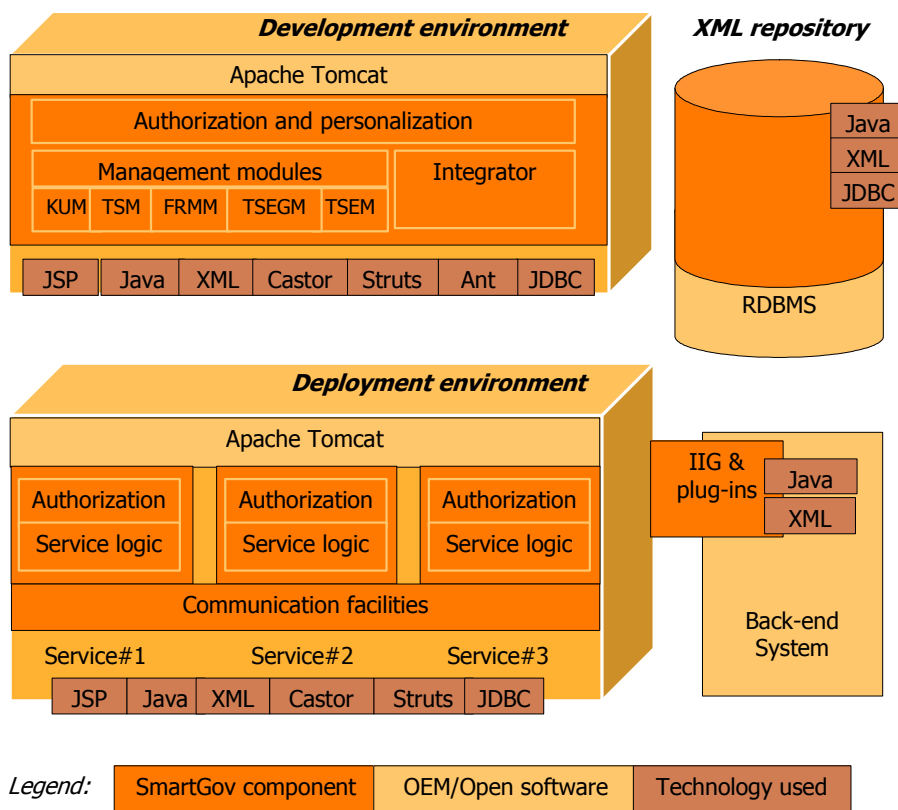 Development environment
Apache Tomcat
Authorization and personalization
Management modules
KUM
TSM
FRMM
TSEGM
TSEM
Integrator
JSP
Java
XML
Castor
Struts
Ant
JDBC
XML repository
Java
XML
JDBC
RDBMS
Deployment environment
Apache Tomcat
Authorization
Service logic
Authorization
Service logic
Authorization
Service logic
Communication facilities
Service#1
Service#2
Service#3
JSP
Java
XML
Castor
Struts
JDBC
IIG &
plug-ins
Java
XML
Back-end
System
Legend:
SmartGov component
OEM/Open software
Technology used